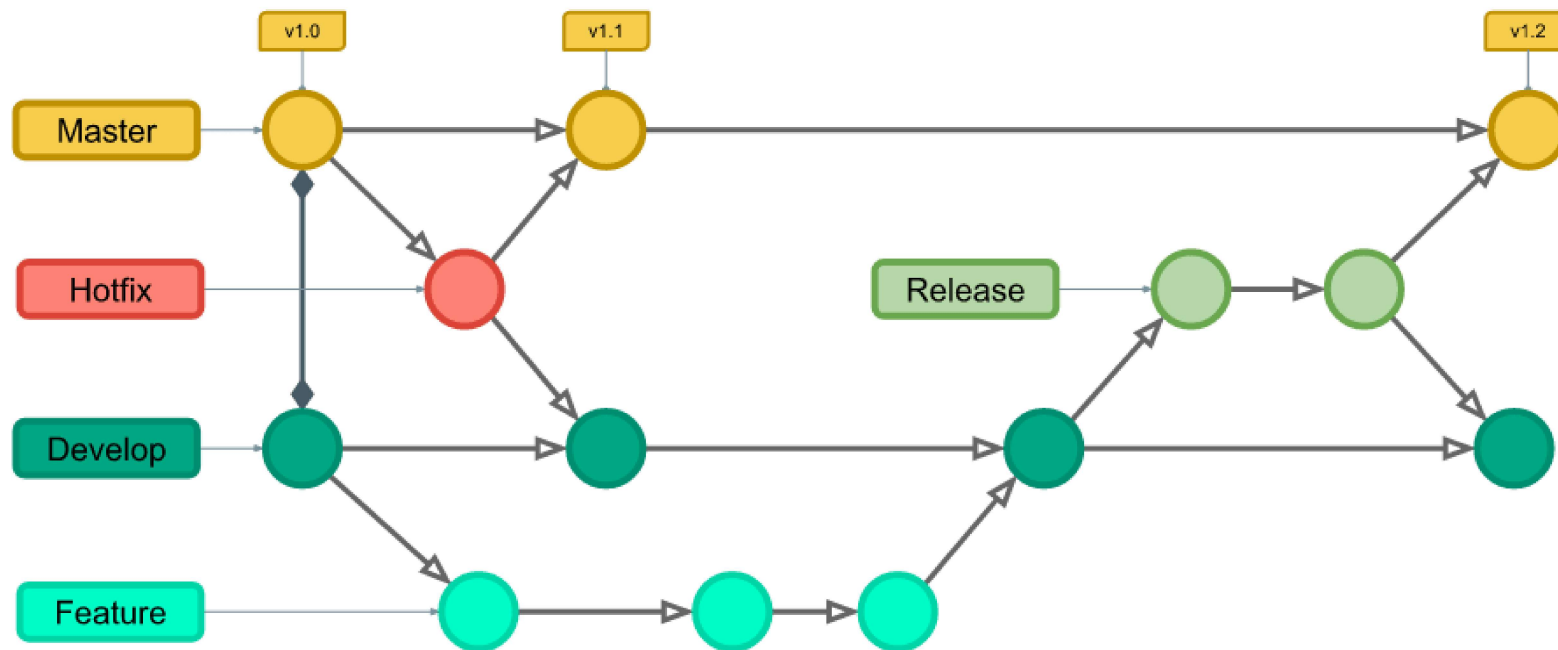 v1.0
v1.1
v1.2
Master
Hotfix
Release
Develop
Feature